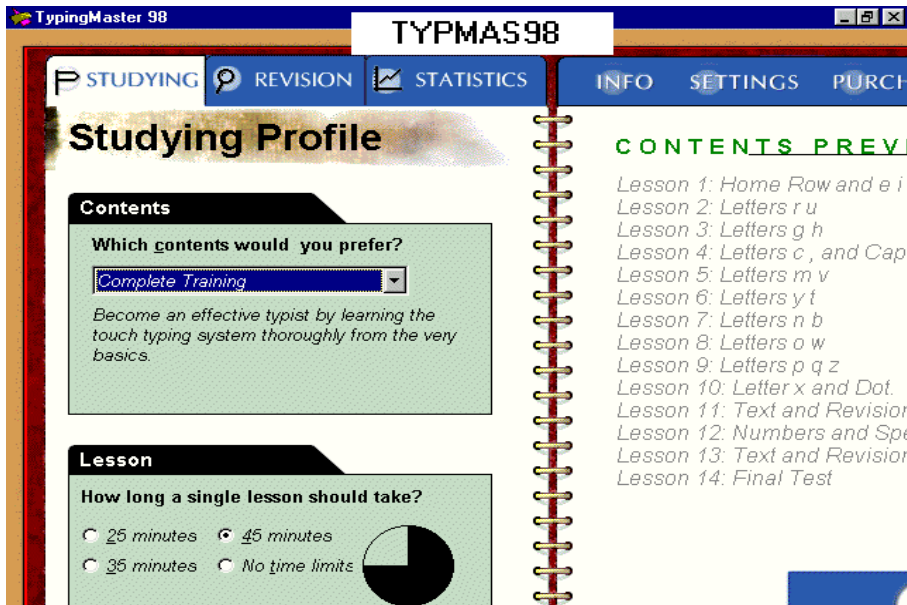 TypingMaster 98
TYPMAS98
STUDYING REVISION STATISTICS INFO SETTINGS PURCH
Studying Profile
Contents
Which contents would you prefer?
Complete Training
Become an effective typist by learning the
touch typing system thoroughly from the very
basics.
Lesson
How long a single lesson should take?
25 minutes 45 minutes
35 minutes No time limits
CONTENTS PREVI
Lesson 1: Home Row and e i
Lesson 2: Letters r u
Lesson 3: Letters g h
Lesson 4: Letters c , and Cap
Lesson 5: Letters m v
Lesson 6: Letters y t
Lesson 7: Letters n b
Lesson 8: Letters o w
Lesson 9: Letters p q z
Lesson 10: Letter x and Dot.
Lesson 11: Text and Revision
Lesson 12: Numbers and Spe
Lesson 13: Text and Revision
Lesson 14: Final Test